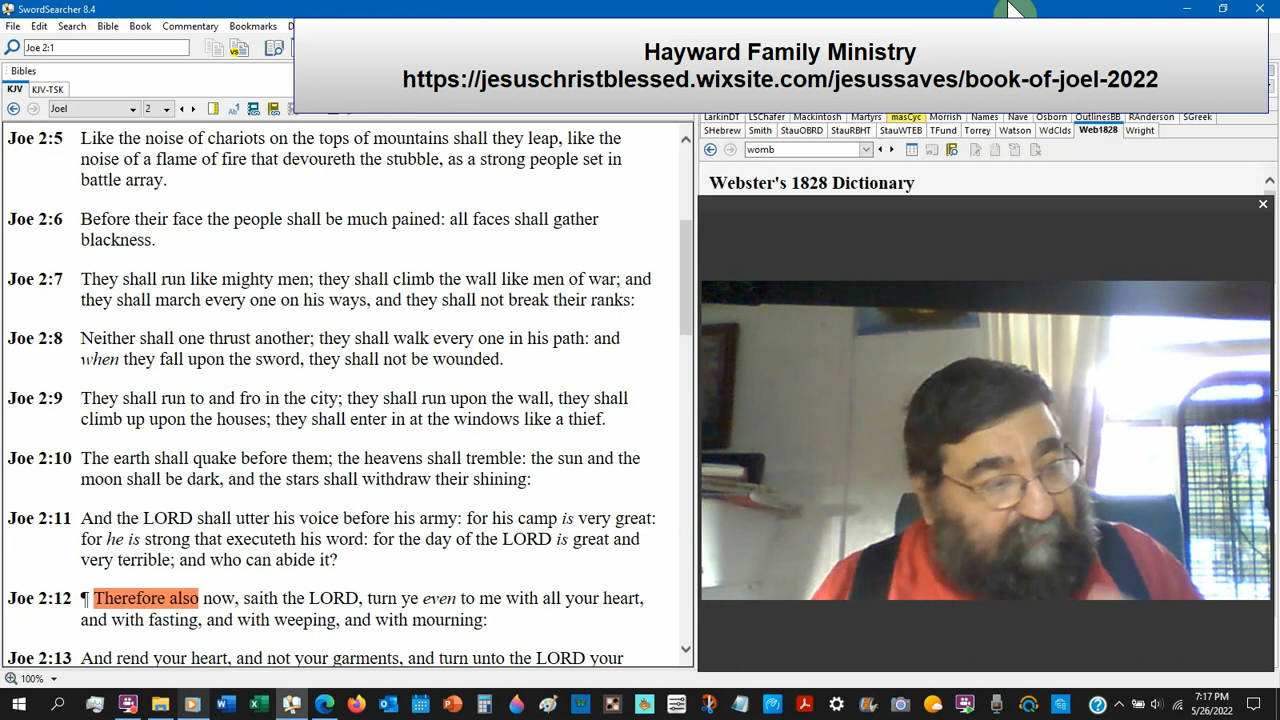 SwordSearcher 8.4
File Edit Search Bible Book Commentary Bookmarks
Hayward Family Ministry
https://jesuschristblessed.wixsite.com/jesussaves/book-of-joel-2022
Joe 2:1
Bibles
KJV KJV-TSK
Joel 2
Joe 2:5 Like the noise of chariots on the tops of mountains shall they leap, like the
noise of a flame of fire that devoureth the stubble, as a strong people set in
battle array.
Joe 2:6 Before their face the people shall be much pained: all faces shall gather
blackness.
Joe 2:7 They shall run like mighty men; they shall climb the wall like men of war; and
they shall march every one on his ways, and they shall not break their ranks:
Joe 2:8 Neither shall one thrust another; they shall walk every one in his path: and
when they fall upon the sword, they shall not be wounded.
Joe 2:9 They shall run to and fro in the city; they shall run upon the wall, they shall
climb up upon the houses; they shall enter in at the windows like a thief.
Joe 2:10 The earth shall quake before them; the heavens shall tremble: the sun and the
moon shall be dark, and the stars shall withdraw their shining:
Joe 2:11 And the LORD shall utter his voice before his army: for his camp is very great:
for he is strong that executeth his word: for the day of the LORD is great and
very terrible; and who can abide it?
Joe 2:12 ¶ Therefore also now, saith the LORD, turn ye even to me with all your heart,
and with fasting, and with weeping, and with mourning:
Joe 2:13 And rend your heart, and not your garments, and turn unto the LORD your
100%
LarkinDT LSChafer Mackintosh Martyrs masCyc Morrish Names Nave Osborn OutlinesBB RAnderson SGreek
SHebrew Smith StauOBRD StauRBHT StauWTEB TFund Torrey Watson WdClds Web1828 Wright
womb
Webster's 1828 Dictionary
7:17 PM
5/26/2022